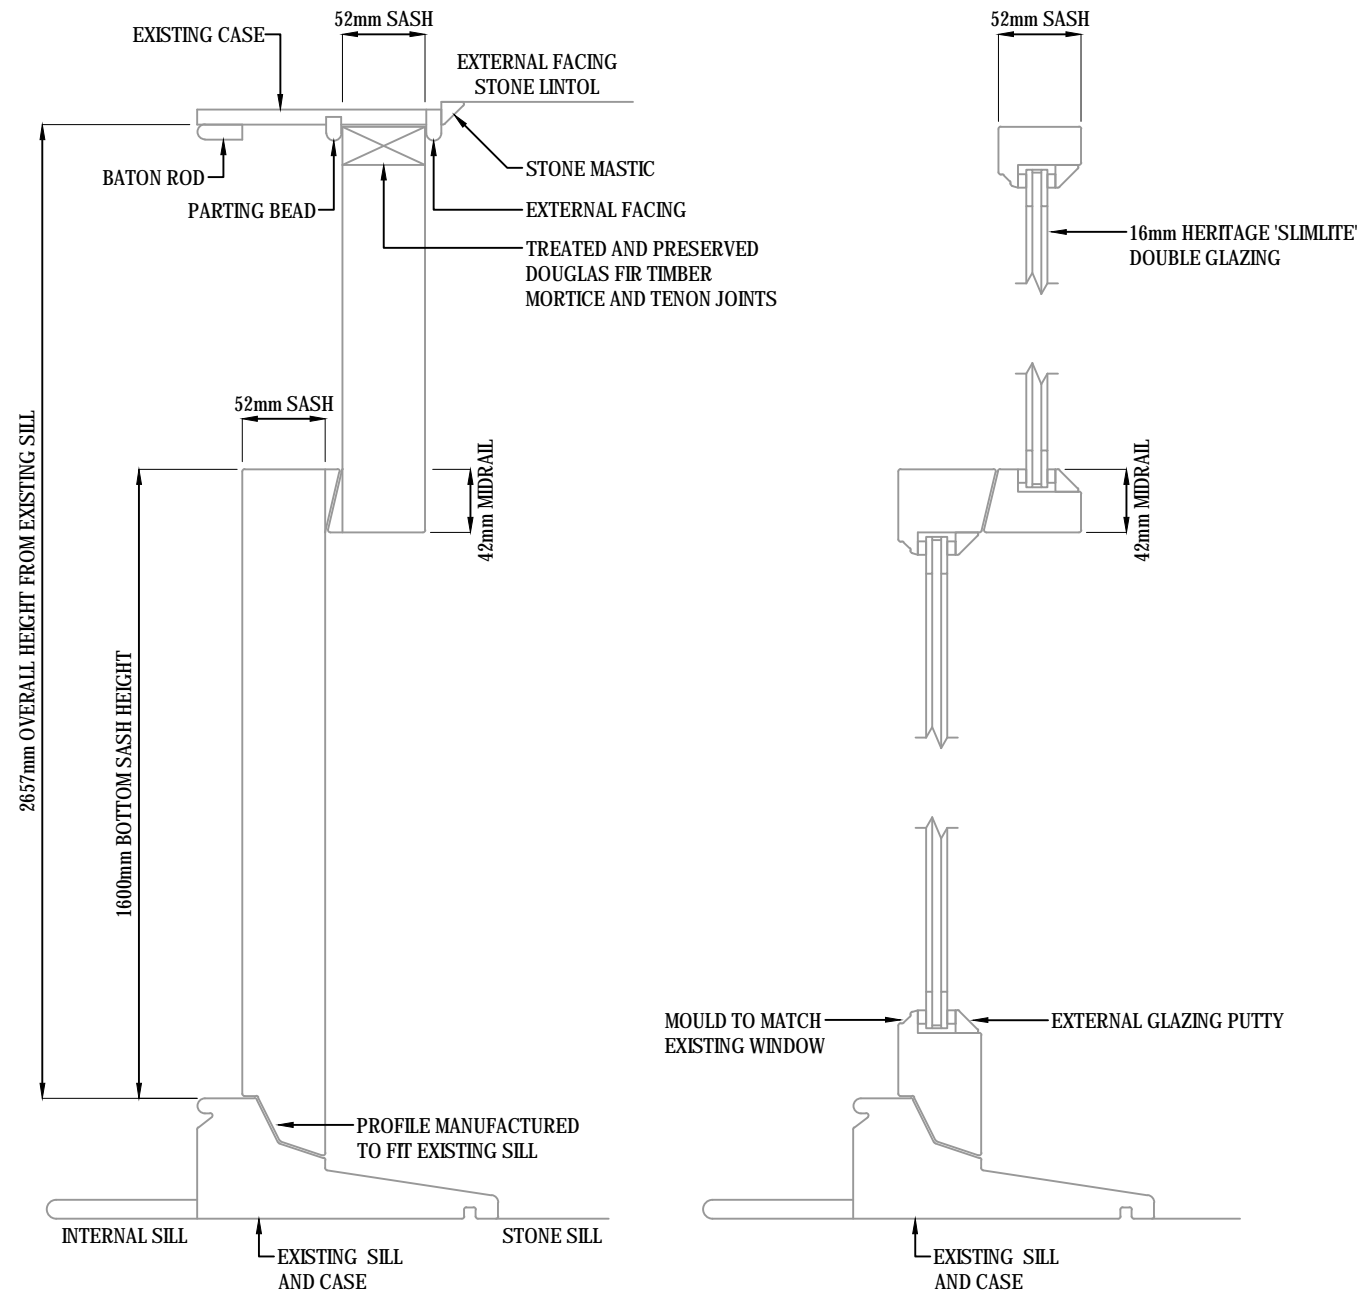 52mm SASH
EXISTING CASE
EXTERNAL FACING
STONE LINTOL
BATON ROD
PARTING BEAD
STONE MASTIC
EXTERNAL FACING
TREATED AND PRESERVED
DOUGLAS FIR TIMBER
MORTICE AND TENON JOINTS
52mm SASH
42mm MIDRAIL
2657mm OVERALL HEIGHT FROM EXISTING SILL
1600mm BOTTOM SASH HEIGHT
PROFILE MANUFACTURED
TO FIT EXISTING SILL
INTERNAL SILL
STONE SILL
EXISTING SILL
AND CASE
52mm SASH
16mm HERITAGE 'SLIMLITE'
DOUBLE GLAZING
42mm MIDRAIL
MOULD TO MATCH
EXISTING WINDOW
EXTERNAL GLAZING PUTTY
EXISTING SILL
AND CASE